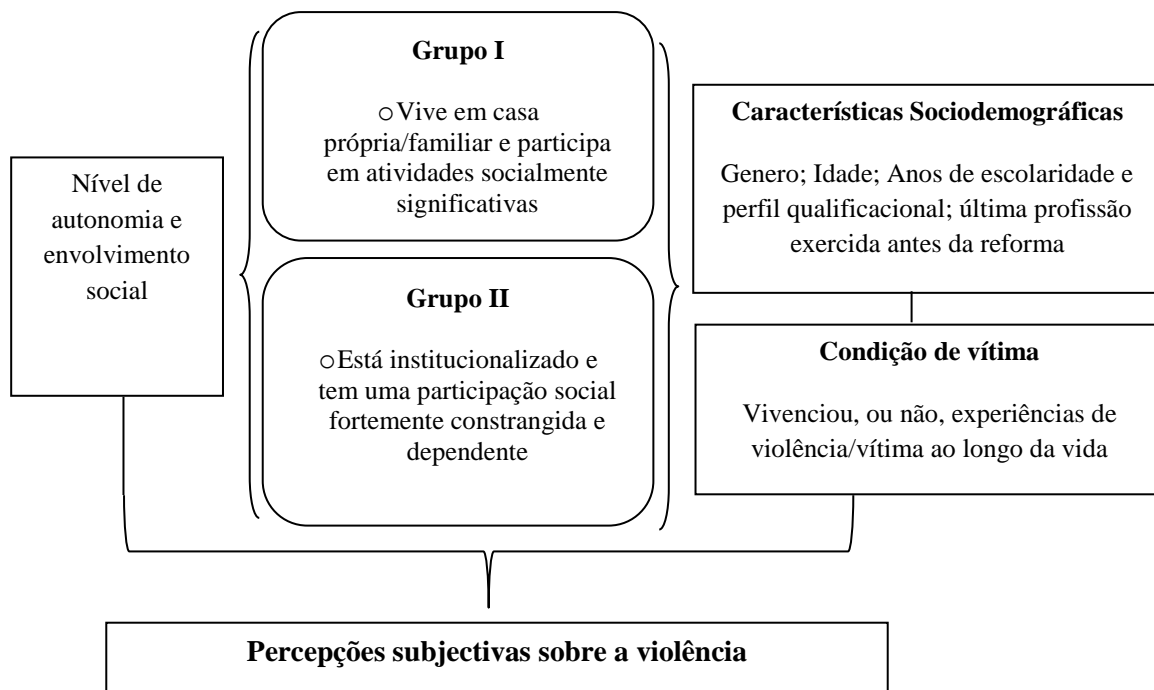 Nível de
autonomia e
envolvimento
social
Grupo I
○Vive em casa
própria/familiar e participa
em atividades socialmente
significativas
Grupo II
○Está institucionalizado e
tem uma participação social
fortemente constrangida e
dependente
Características Sociodemográficas
Genero; Idade; Anos de escolaridade e
perfil qualificacional; última profissão
exercida antes da reforma
Condição de vítima
Vivenciou, ou não, experiências de
violência/vítima ao longo da vida
Percepções subjectivas sobre a violência